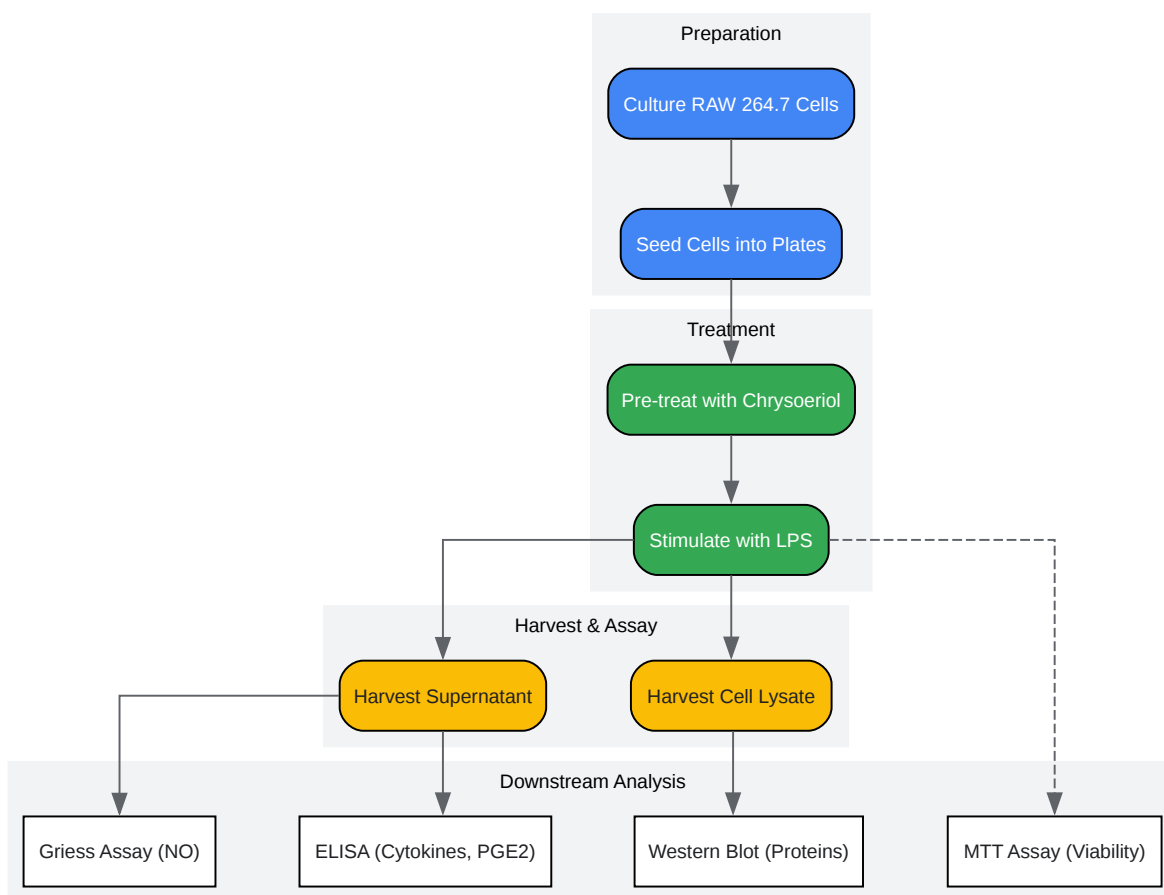 Preparation
Culture RAW 264.7 Cells
Seed Cells into Plates
Treatment
Pre-treat with Chrysoeriol
Stimulate with LPS
Harvest & Assay
Harvest Supernatant
Harvest Cell Lysate
Downstream Analysis
Griess Assay (NO)
ELISA (Cytokines, PGE2)
Western Blot (Proteins)
MTT Assay (Viability)